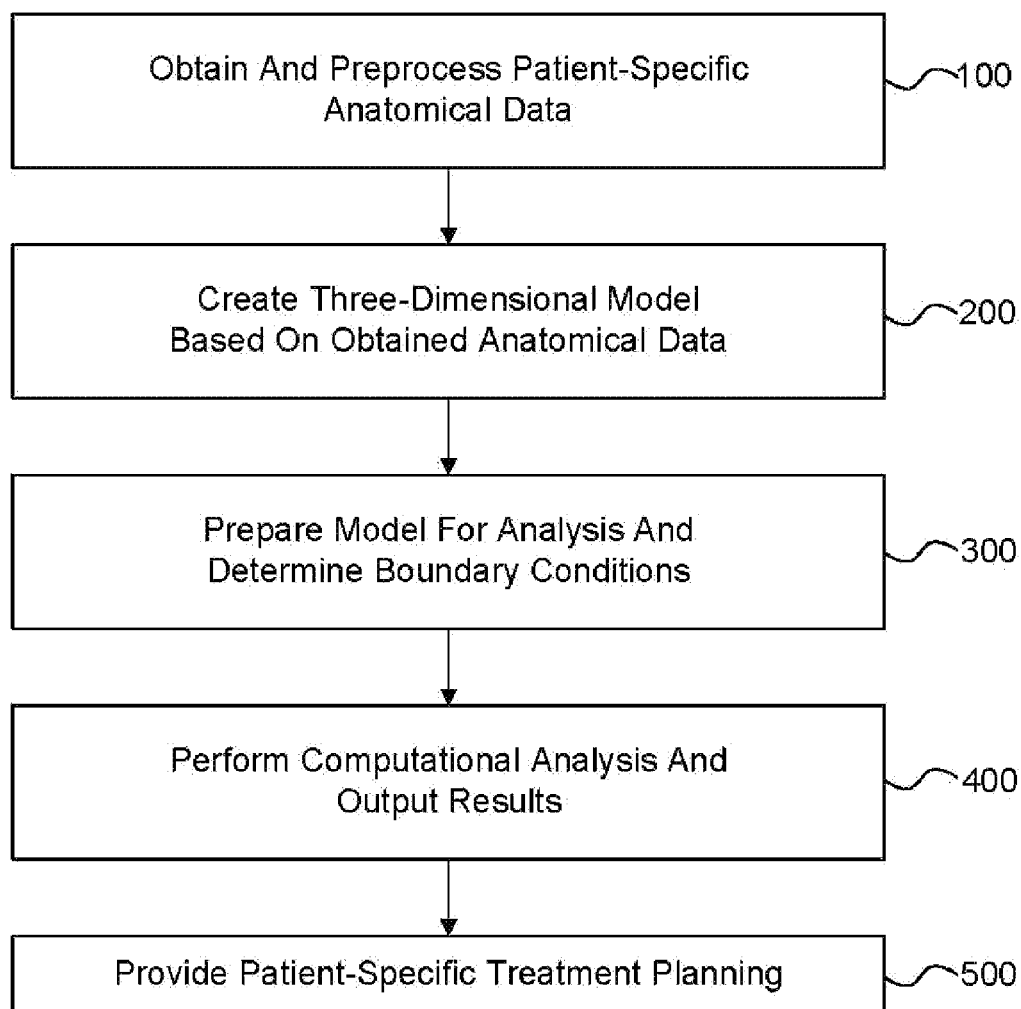 Obtain And Preprocess Patient-Specific
Anatomical Data
100
Create Three-Dimensional Model
Based On Obtained Anatomical Data
200
Prepare Model For Analysis And
Determine Boundary Conditions
300
Perform Computational Analysis And
Output Results
400
Provide Patient-Specific Treatment Planning
500